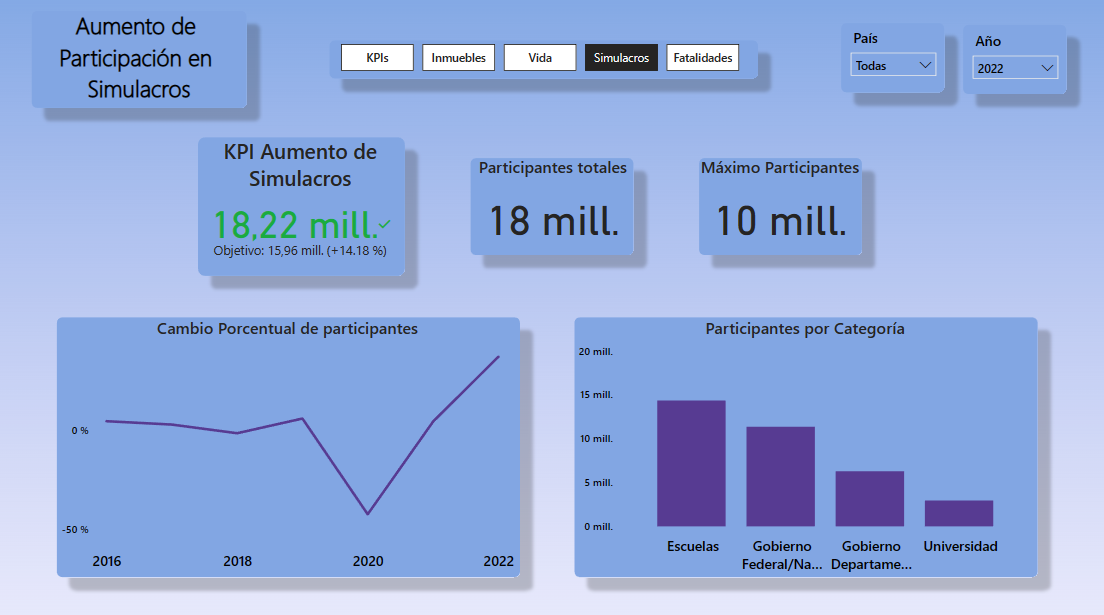 Aumento de
Participación en
Simulacros
KPIs
Inmuebles
Vida
Simulacros
Fatalidades
País
Todas
Año
2022
KPI Aumento de
Simulacros
18,22 mill.
Objetivo: 15,96 mill. (+14.18 %)
Participantes totales
18 mill.
Máximo Participantes
10 mill.
Cambio Porcentual de participantes
0 %
-50 %
2016
2018
2020
2022
Participantes por Categoría
20 mill.
15 mill.
10 mill.
5 mill.
0 mill.
Escuelas
Gobierno
Federal/Na...
Gobierno
Departame...
Universidad